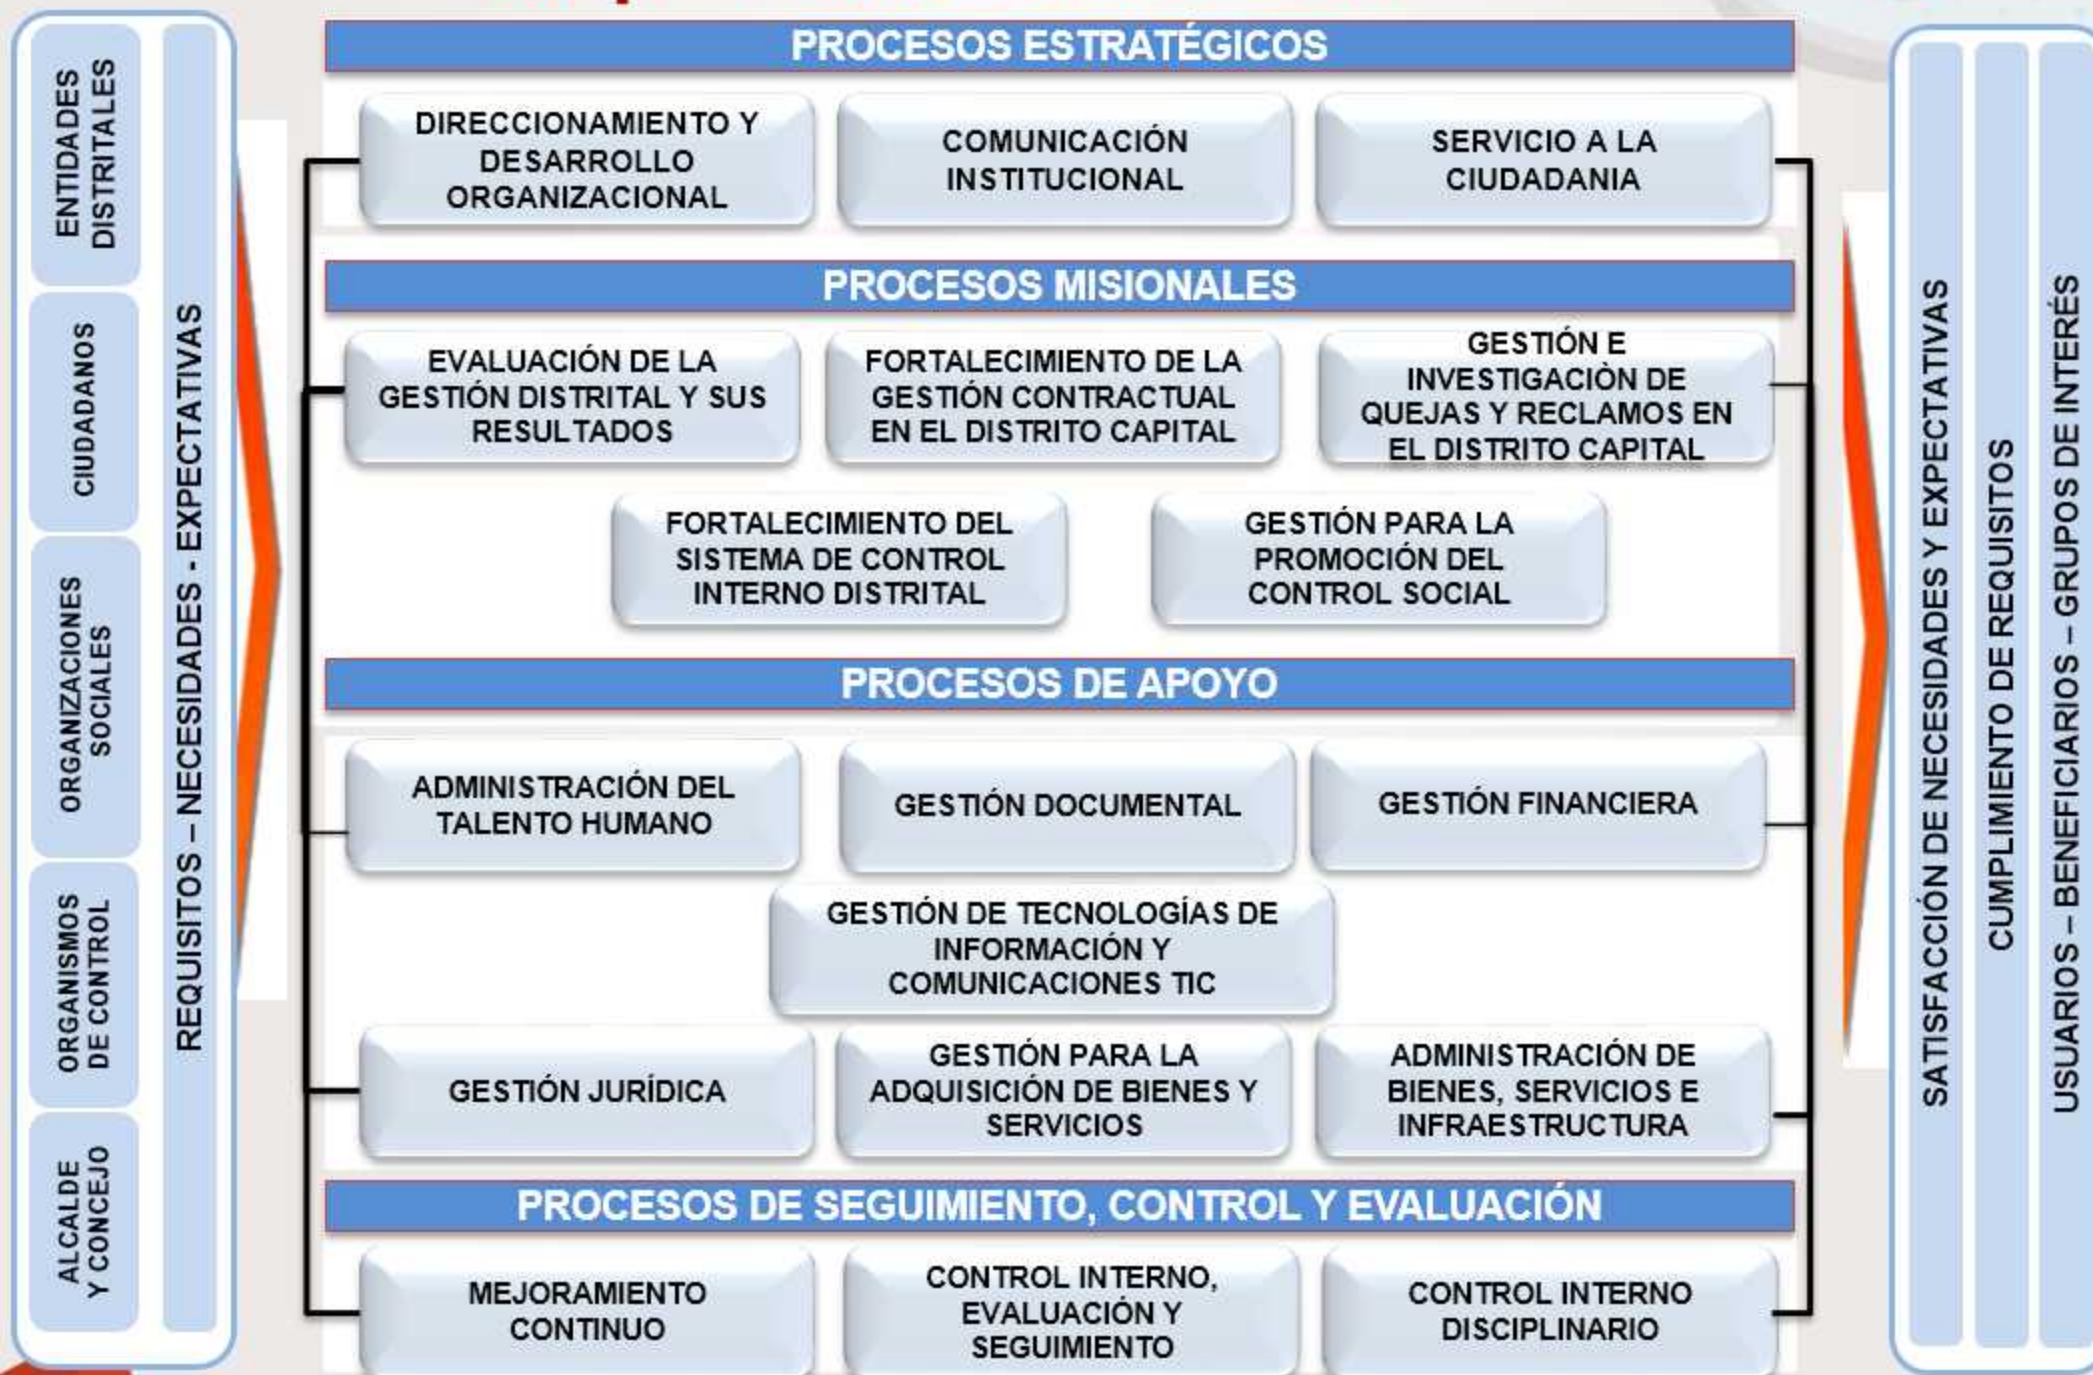 ENTIDADES
DISTRITALES
CIUDADANOS
ORGANIZACIONES
SOCIALES
ORGANISMOS
DE CONTROL
ALCALDE
Y CONCEJO
REQUISITOS – NECESIDADES - EXPECTATIVAS
PROCESOS ESTRATÉGICOS
DIRECCIONAMIENTO Y
DESARROLLO
ORGANIZACIONAL
COMUNICACIÓN
INSTITUCIONAL
SERVICIO A LA
CIUDADANIA
PROCESOS MISIONALES
EVALUACIÓN DE LA
GESTIÓN DISTRITAL Y SUS
RESULTADOS
FORTALECIMIENTO DE LA
GESTIÓN CONTRACTUAL
EN EL DISTRITO CAPITAL
GESTIÓN E
INVESTIGACIÒN DE
QUEJAS Y RECLAMOS EN
EL DISTRITO CAPITAL
FORTALECIMIENTO DEL
SISTEMA DE CONTROL
INTERNO DISTRITAL
GESTIÓN PARA LA
PROMOCIÓN DEL
CONTROL SOCIAL
PROCESOS DE APOYO
ADMINISTRACIÓN DEL
TALENTO HUMANO
GESTIÓN DOCUMENTAL
GESTIÓN FINANCIERA
GESTIÓN DE TECNOLOGÍAS DE
INFORMACIÓN Y
COMUNICACIONES TIC
GESTIÓN JURÍDICA
GESTIÓN PARA LA
ADQUISICIÓN DE BIENES Y
SERVICIOS
ADMINISTRACIÓN DE
BIENES, SERVICIOS E
INFRAESTRUCTURA
PROCESOS DE SEGUIMIENTO, CONTROL Y EVALUACIÓN
MEJORAMIENTO
CONTINUO
CONTROL INTERNO,
EVALUACIÓN Y
SEGUIMIENTO
CONTROL INTERNO
DISCIPLINARIO
SATISFACCIÓN DE NECESIDADES Y EXPECTATIVAS
CUMPLIMIENTO DE REQUISITOS
USUARIOS – BENEFICIARIOS – GRUPOS DE INTERÉS